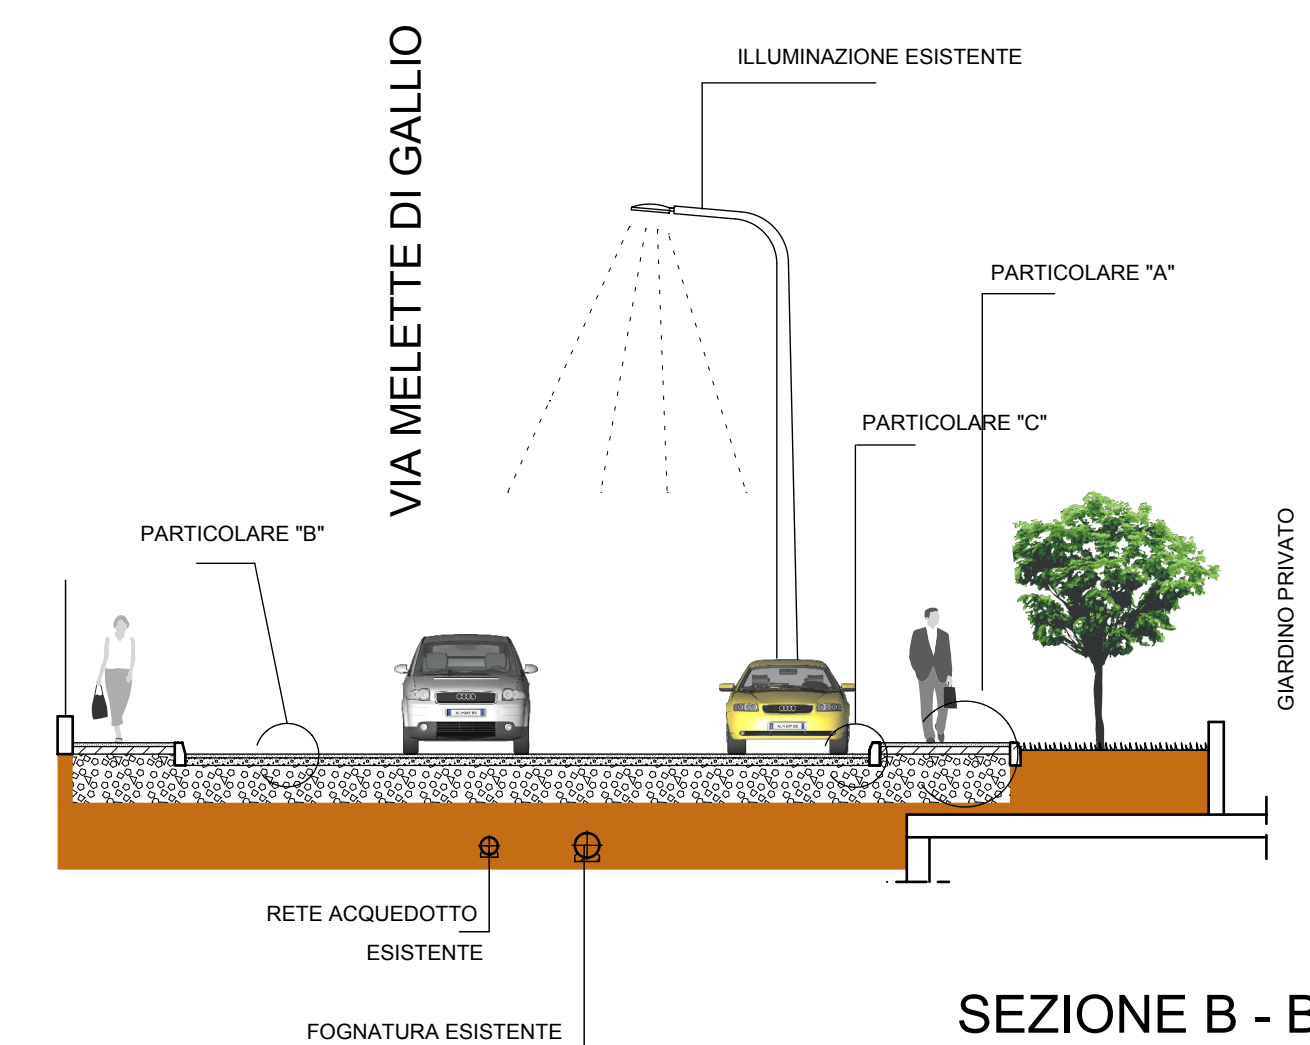 ILLUMINAZIONE ESISTENTE
VIA MELETTE DI GALLIO
PARTICOLARE "A"
PARTICOLARE "C"
PARTICOLARE "B"
GIARDINO PRIVATO
RETE ACQUEDOTTO
ESISTENTE
FOGNATURA ESISTENTE
SEZIONE B - B